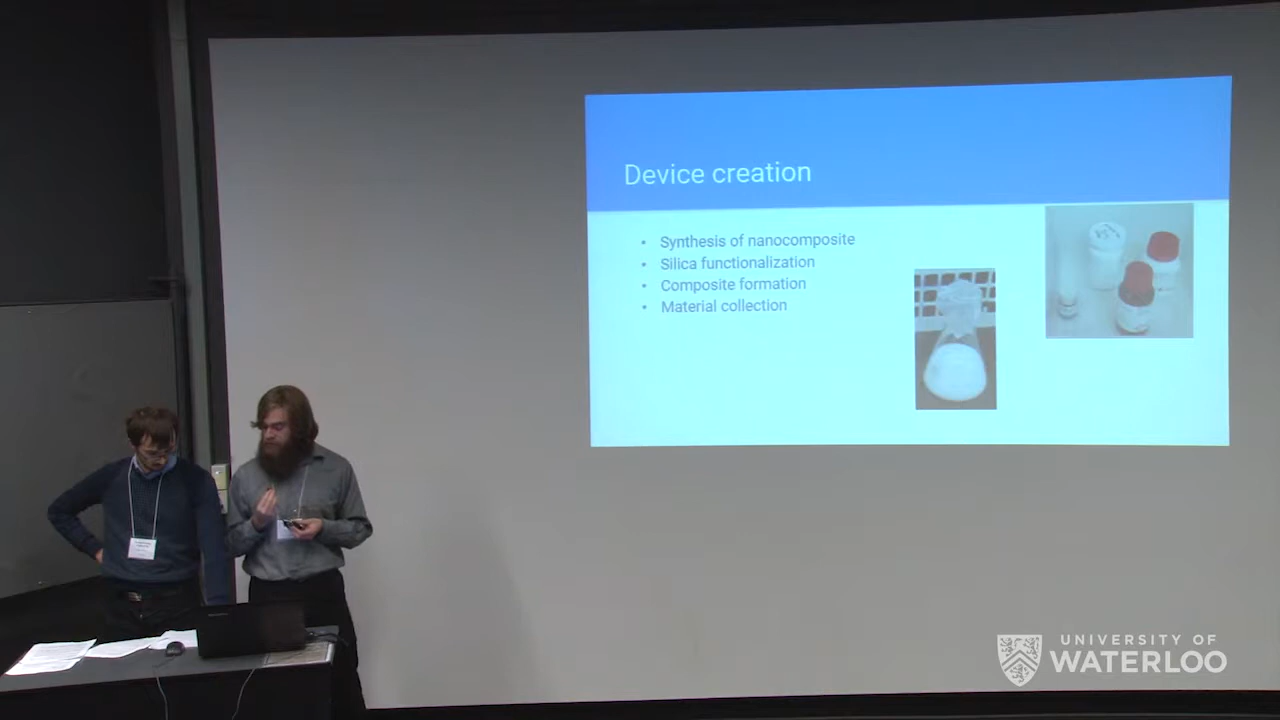 Device creation
• Synthesis of nanocomposite
• Silica functionalization
• Composite formation
• Material collection
UNIVERSITY OF
WATERLOO